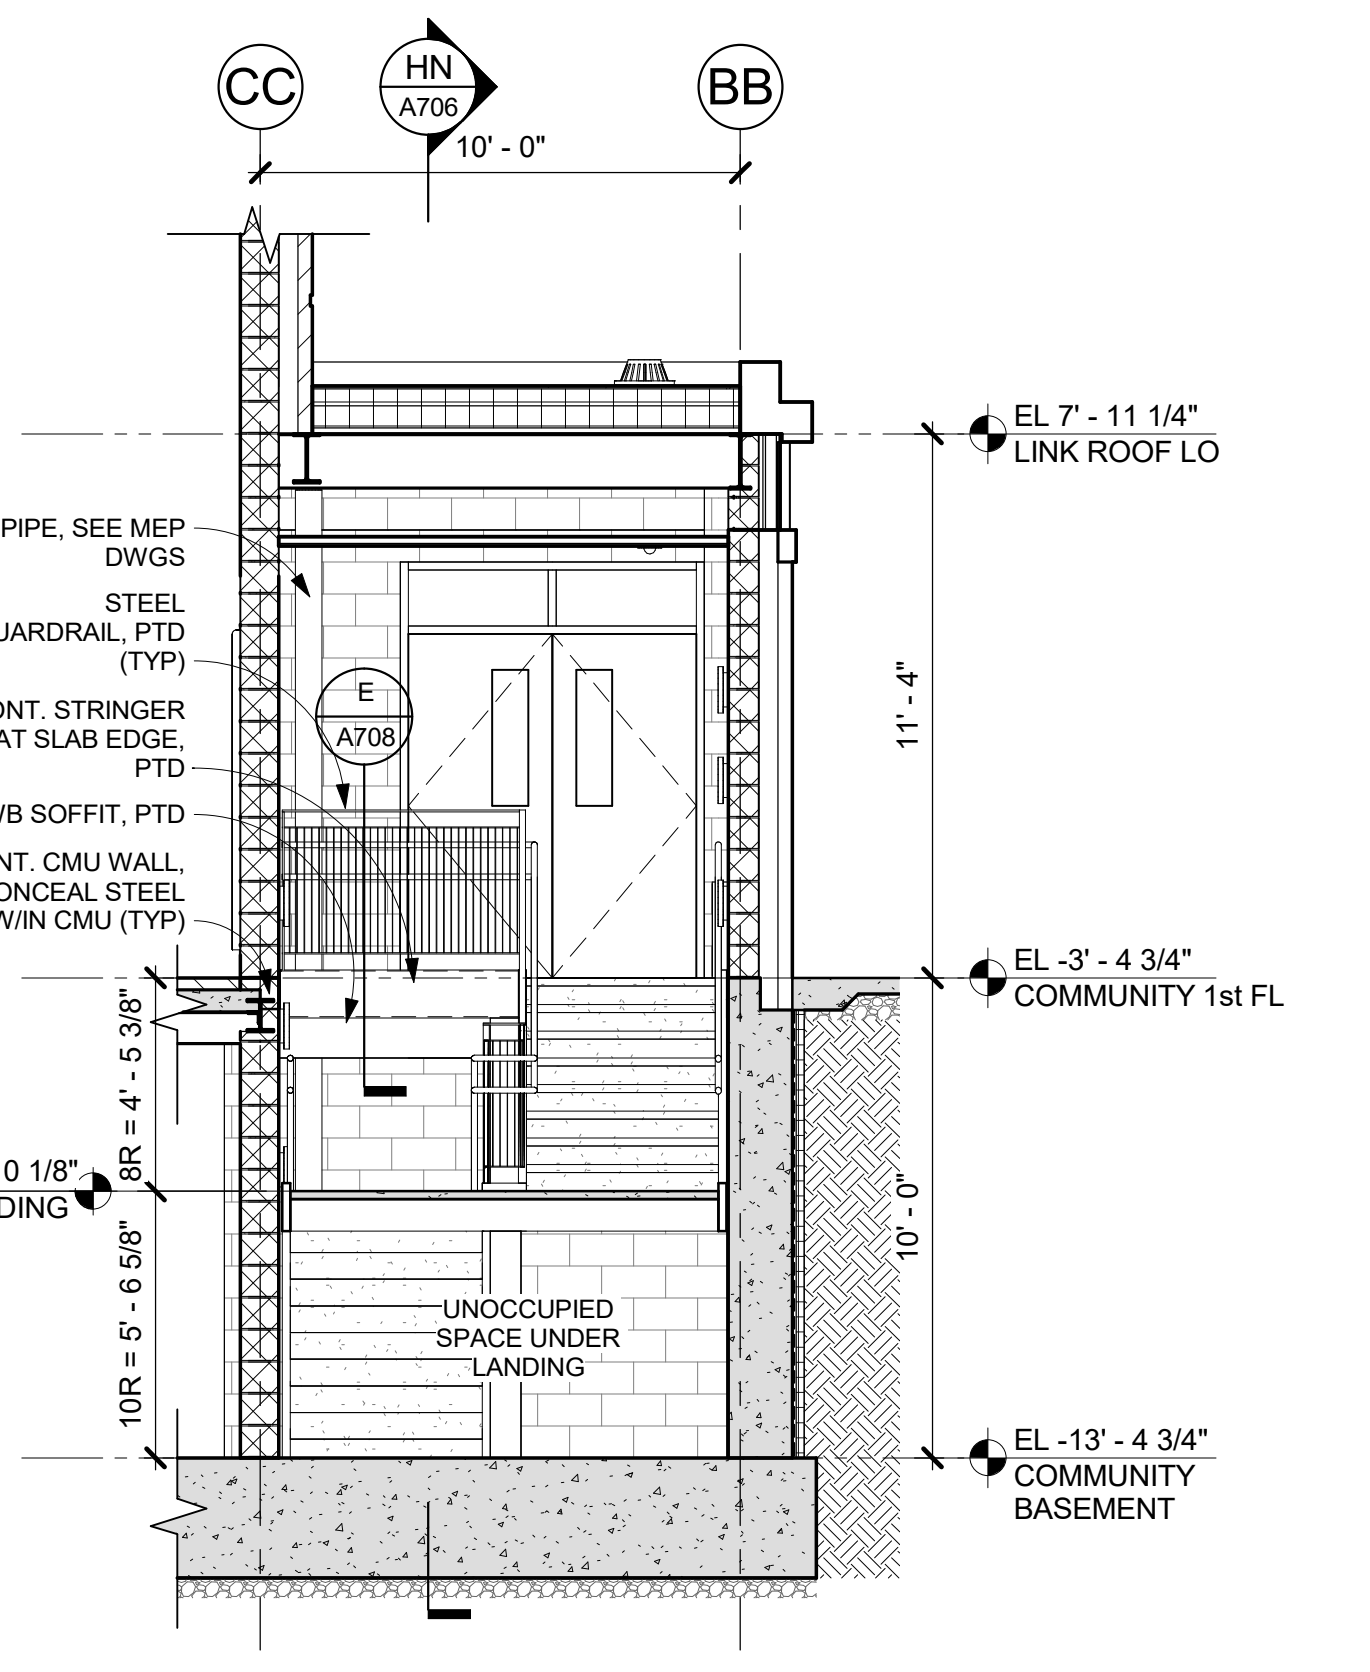 CC
HN
A706
BB
10' - 0"
EL 7' - 11 1/4"
LINK ROOF LO
PIPE, SEE MEP
DWGS
STEEL
UARDRAIL, PTD
(TYP)
E
A708
ONT. STRINGER
AT SLAB EDGE,
PTD
/B SOFFIT, PTD
NT. CMU WALL,
ONCEAL STEEL
W/IN CMU (TYP)
11' - 4"
EL -3' - 4 3/4"
COMMUNITY 1st FL
8R = 4' - 5 3/8"
0 1/8"
DING
10' - 0"
10R = 5' - 6 5/8"
UNOCCUPIED
SPACE UNDER
LANDING
EL -13' - 4 3/4"
COMMUNITY
BASEMENT